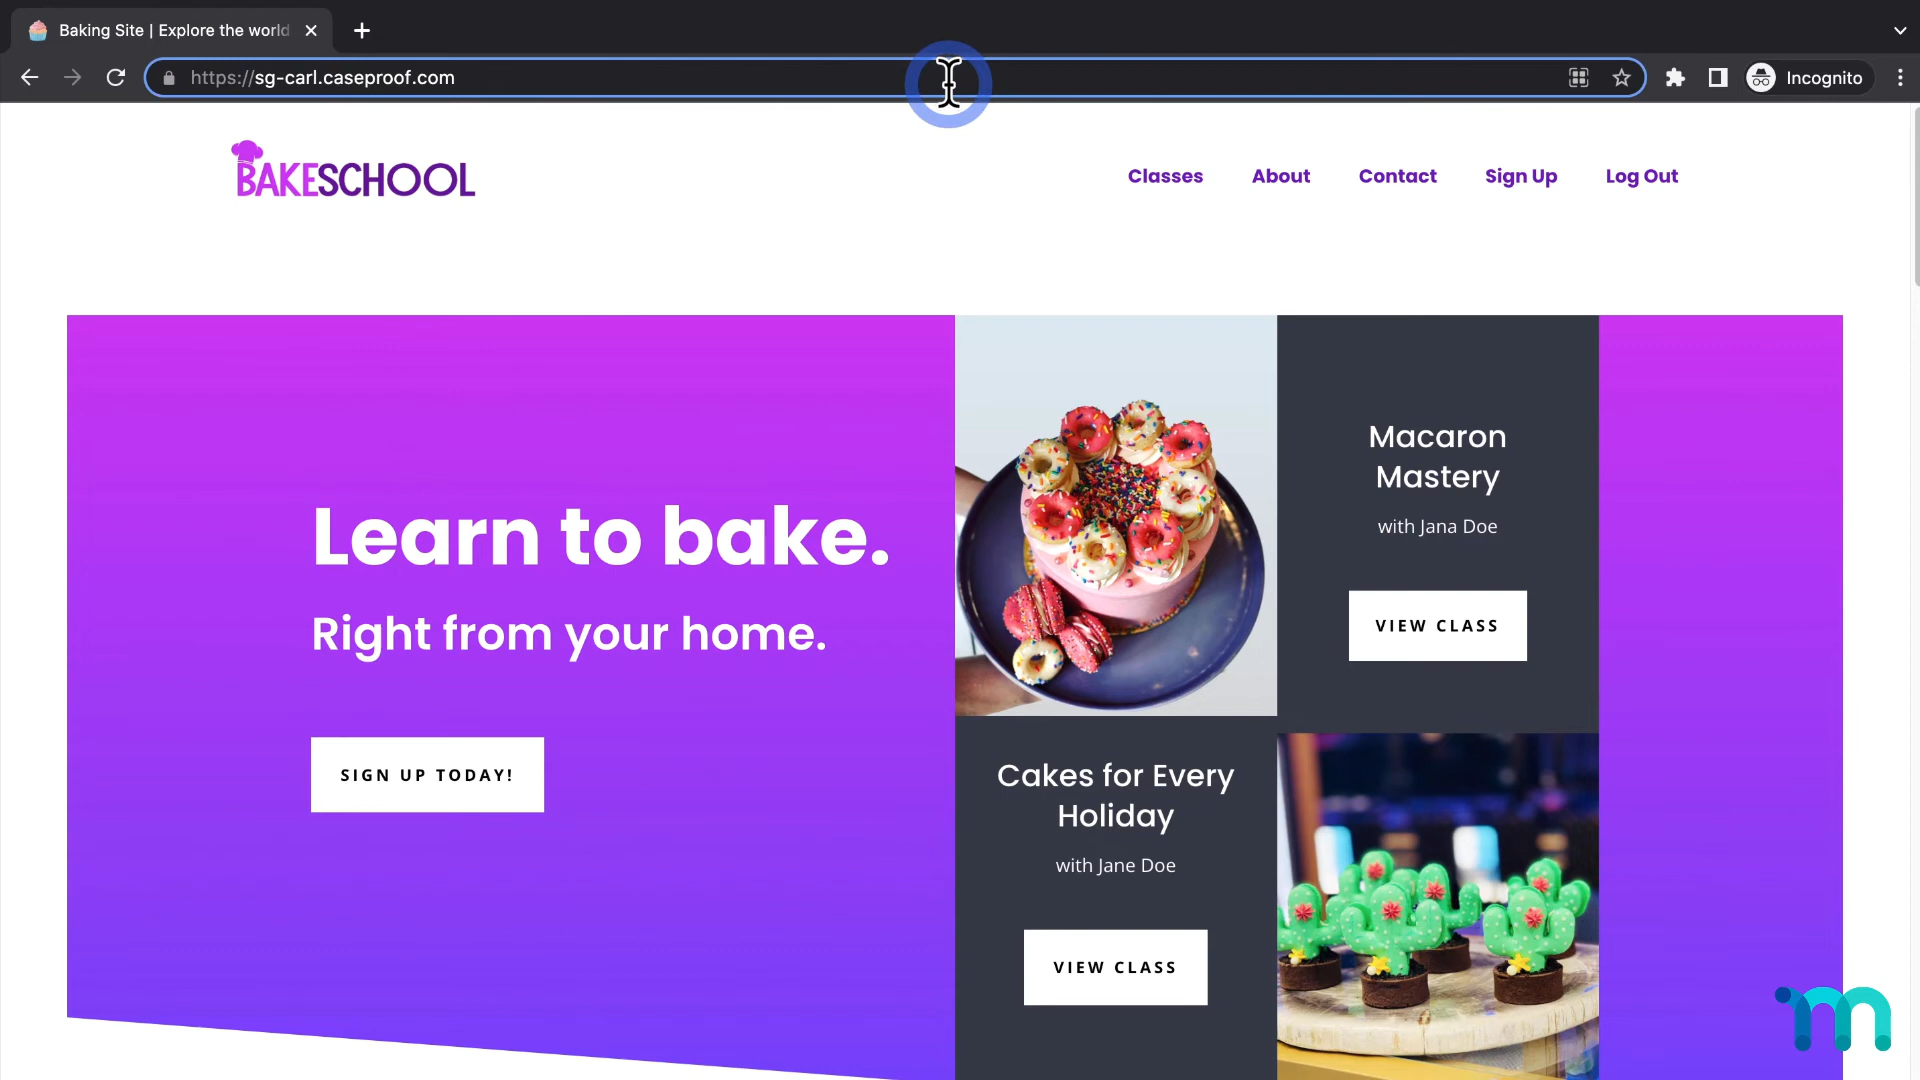 Baking Site | Explore the world
https://sg-carl.caseproof.com
Incognito
BAKESCHOOL
Classes
About
Contact
Sign Up
Log Out
Learn to bake.
Right from your home.
SIGN UP TODAY!
Macaron
Mastery
with Jana Doe
VIEW CLASS
Cakes for Every
Holiday
with Jane Doe
VIEW CLASS